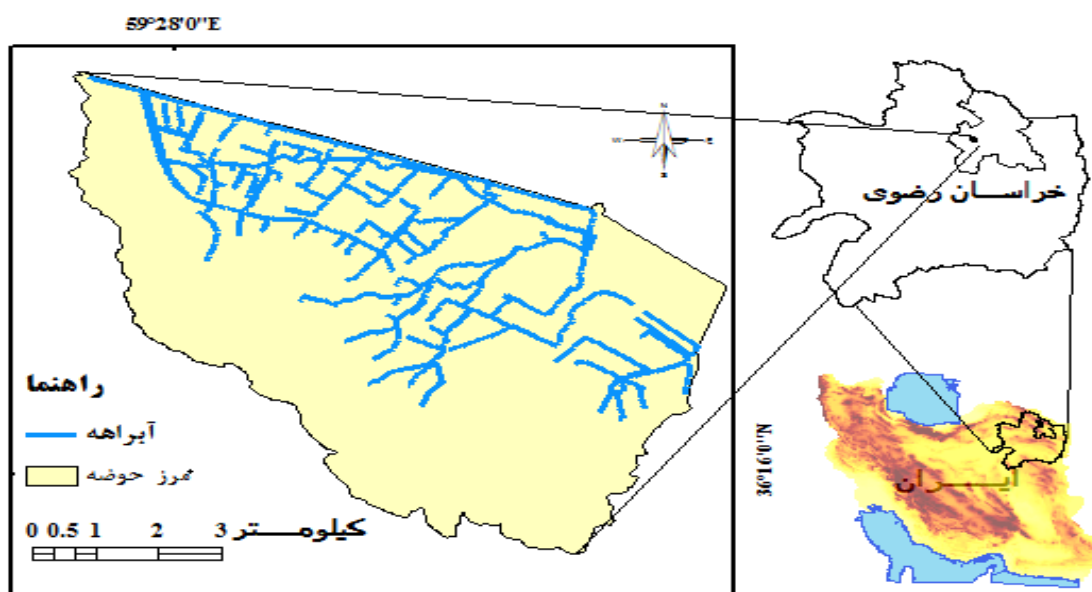 59°28'0"E
N
W
E
S
خراسان رضوی
راهنما
آبراهه
مرز حوضه
0 0.5 1 2 3 کیلومتر
36°16'0"N
ایران